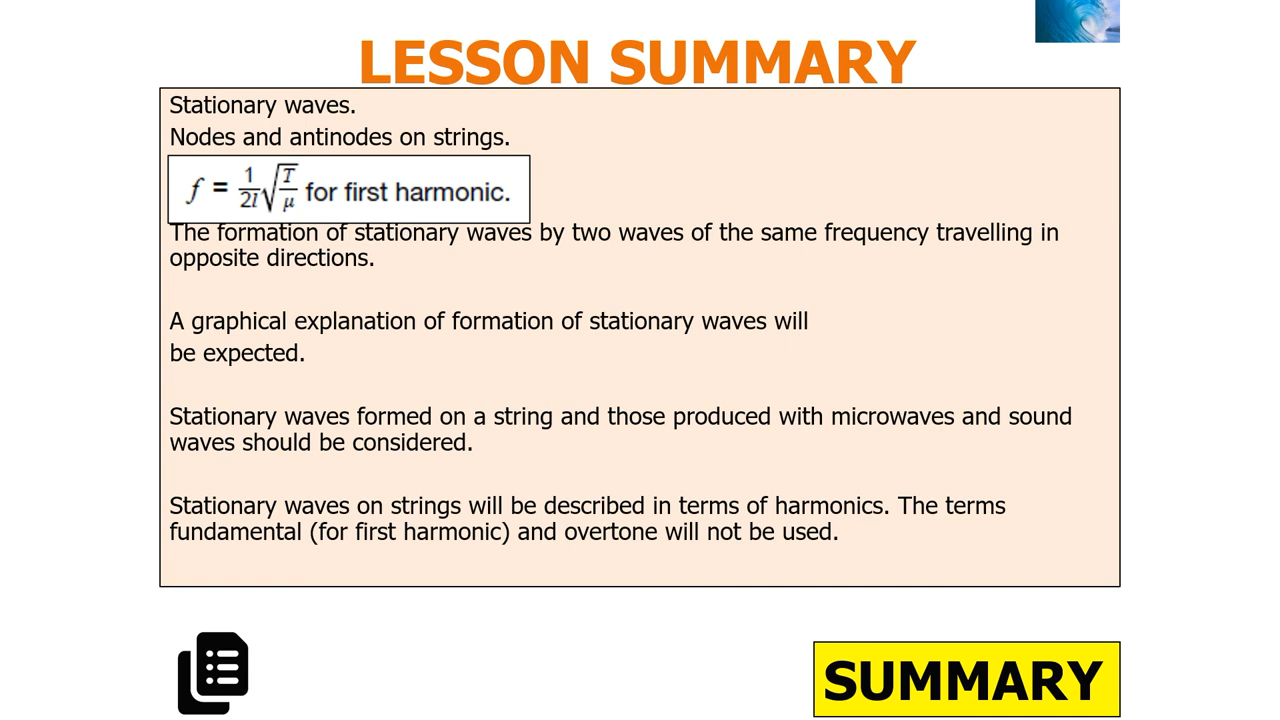 LESSON SUMMARY
Stationary waves.
Nodes and antinodes on strings.
f = 1/2l √T/μ for first harmonic.
The formation of stationary waves by two waves of the same frequency travelling in
opposite directions.
A graphical explanation of formation of stationary waves will
be expected.
Stationary waves formed on a string and those produced with microwaves and sound
waves should be considered.
Stationary waves on strings will be described in terms of harmonics. The terms
fundamental (for first harmonic) and overtone will not be used.
SUMMARY